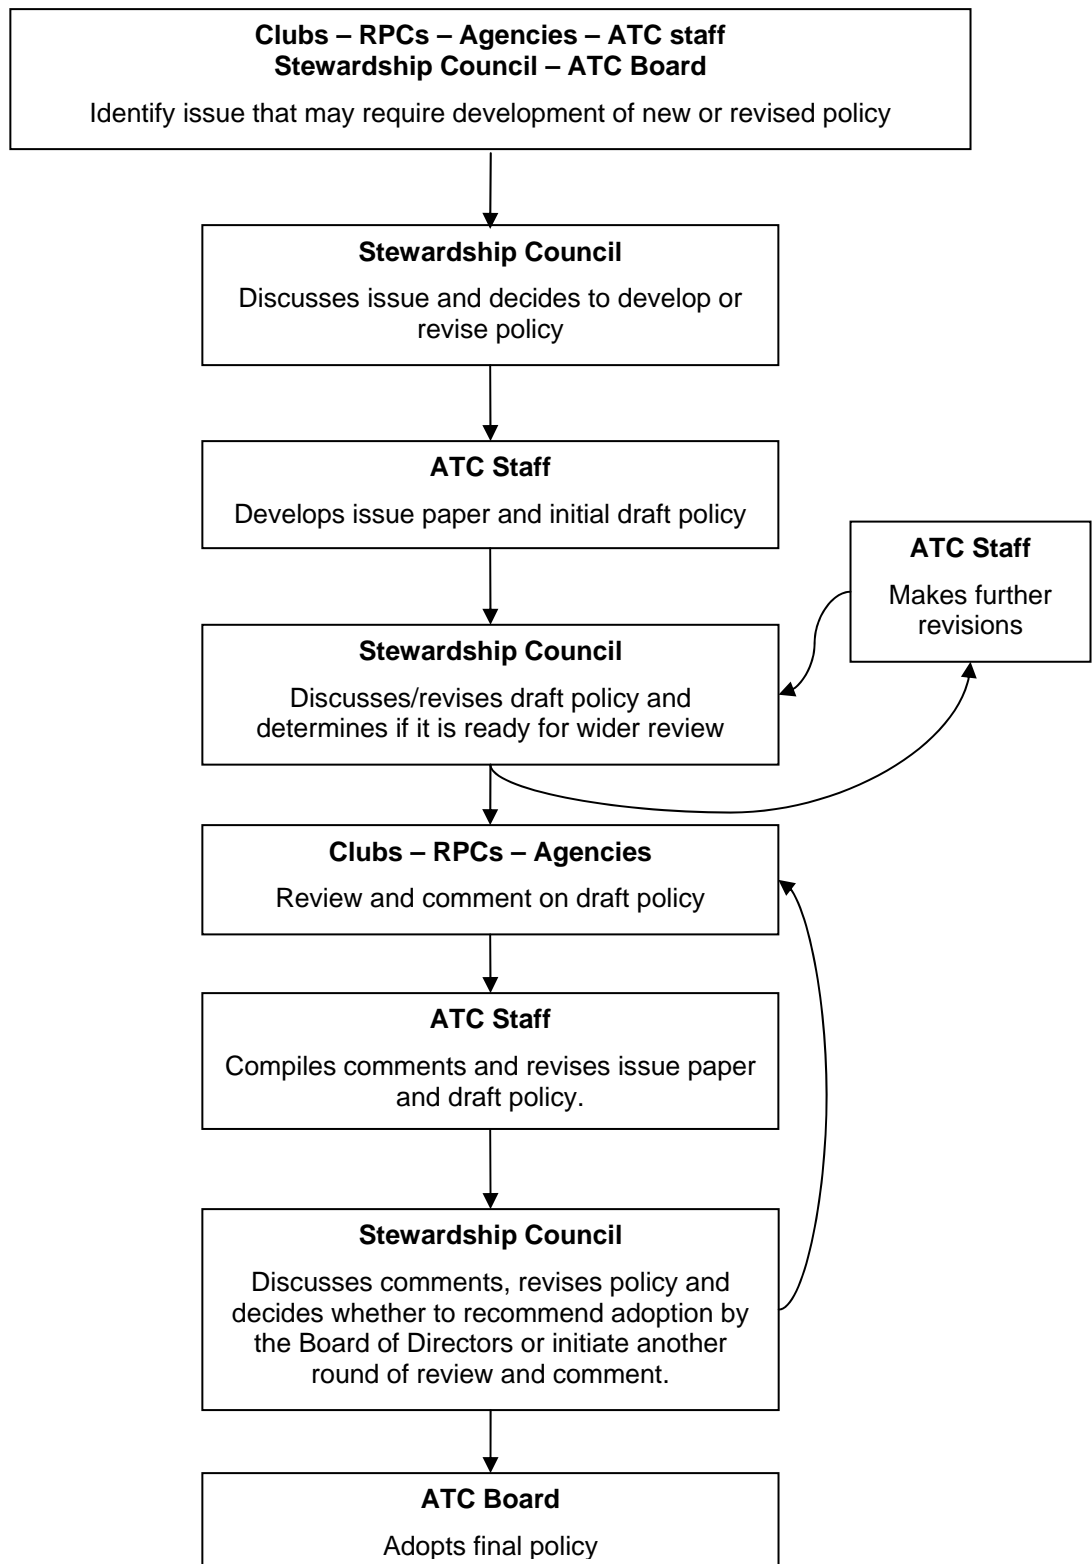 Clubs – RPCs – Agencies – ATC staff
Stewardship Council – ATC Board
Identify issue that may require development of new or revised policy
Stewardship Council
Discusses issue and decides to develop or
revise policy
ATC Staff
Develops issue paper and initial draft policy
ATC Staff
Makes further
revisions
Stewardship Council
Discusses/revises draft policy and
determines if it is ready for wider review
Clubs – RPCs – Agencies
Review and comment on draft policy
ATC Staff
Compiles comments and revises issue paper
and draft policy.
Stewardship Council
Discusses comments, revises policy and
decides whether to recommend adoption by
the Board of Directors or initiate another
round of review and comment.
ATC Board
Adopts final policy